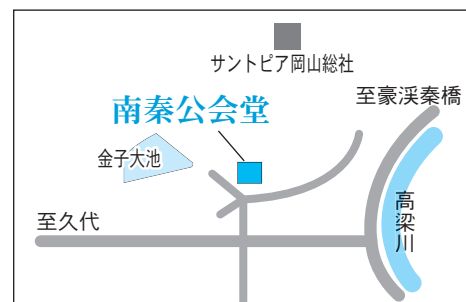 サントピア岡山総社
至豪渓秦橋
南秦公会堂
金子大池
高梁川
至久代